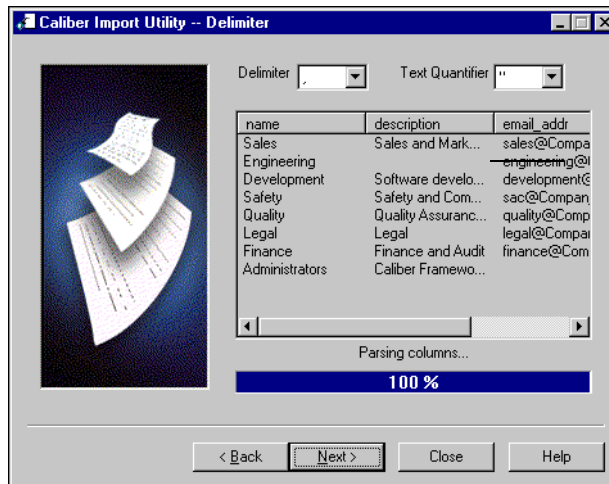 Caliber Import Utility -- Delimiter
Delimiter , Text Quantifier "
name description email_addr
Sales Sales and Mark... sales@Compa
Engineering engineering@
Development Software develo... development@
Safety Safety and Com... sac@Compan
Quality Quality Assuranc... quality@Comp
Legal Legal legal@Compar
Finance Finance and Audit finance@Com
Administrators Caliber Framewo...
Parsing columns...
100 %
< Back Next > Close Help